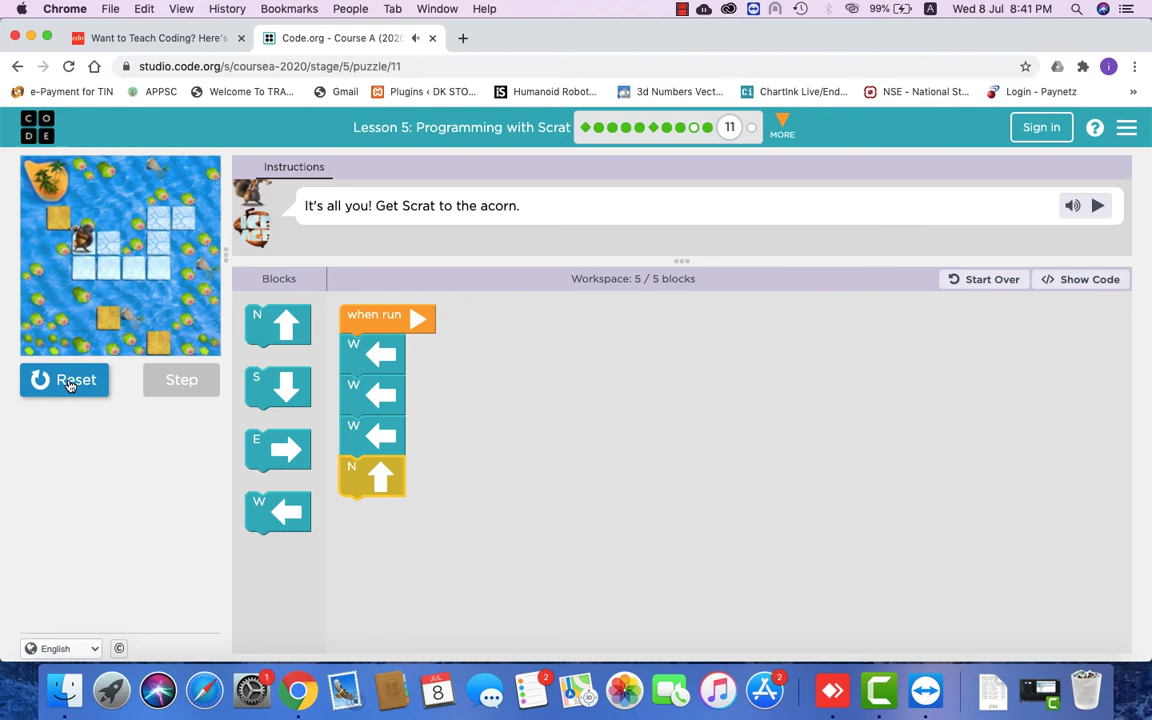 Chrome File Edit View History Bookmarks People Tab Window Help 99% A Wed 8 Jul 8:41 PM
edu Want to Teach Coding? Here's Code.org - Course A (2020
studio.code.org/s/coursea-2020/stage/5/puzzle/11 i
e-Payment for TIN APPSC Welcome To TRA... Gmail Plugins ‹ DK STO... Humanoid Robot... 3d Numbers Vect... ChartInk Live/End... NSE - National St... Login - Paynetz »
C O
D E
Lesson 5: Programming with Scrat 11 MORE Sign in ?
Instructions
It's all you! Get Scrat to the acorn.
Blocks Workspace: 5 / 5 blocks Start Over </> Show Code
N
S
E
W
when run
W
W
W
N
Reset Step
English ©
1 JUL 8 2 2
CSV